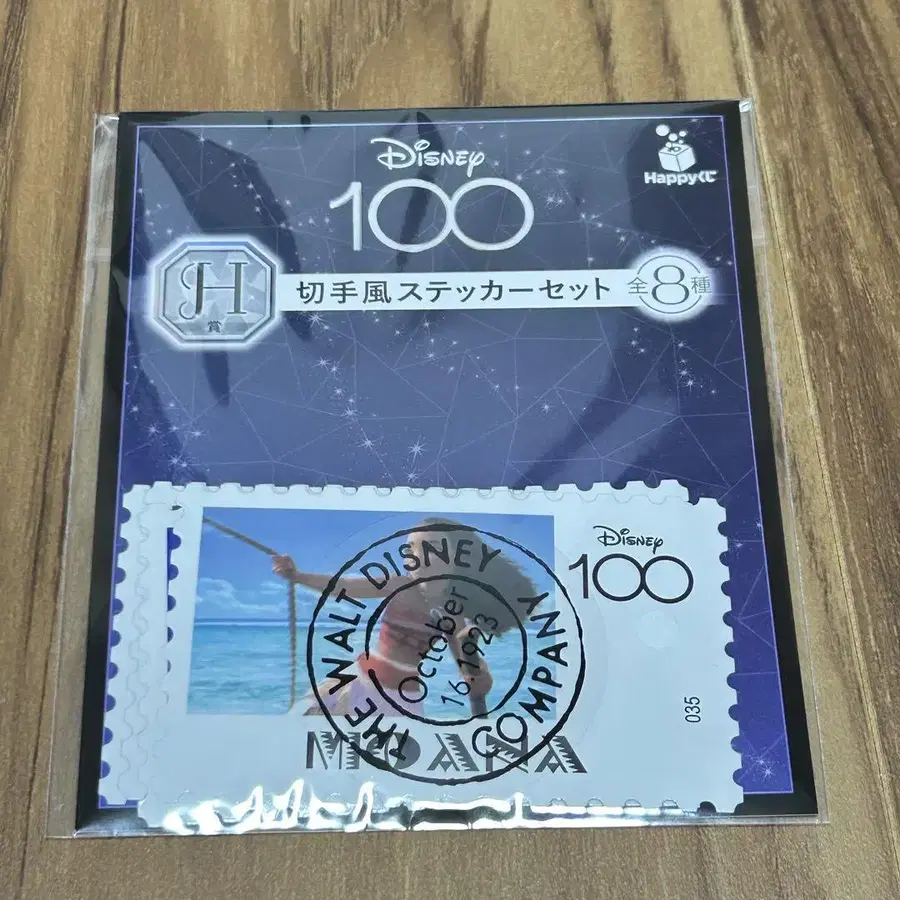 Disney
100
Happyくじ
H
賞
切手風ステッカーセット
全8種
Disney
100
THE WALT DISNEY COMPANY
October
16.1923
MOANA
035